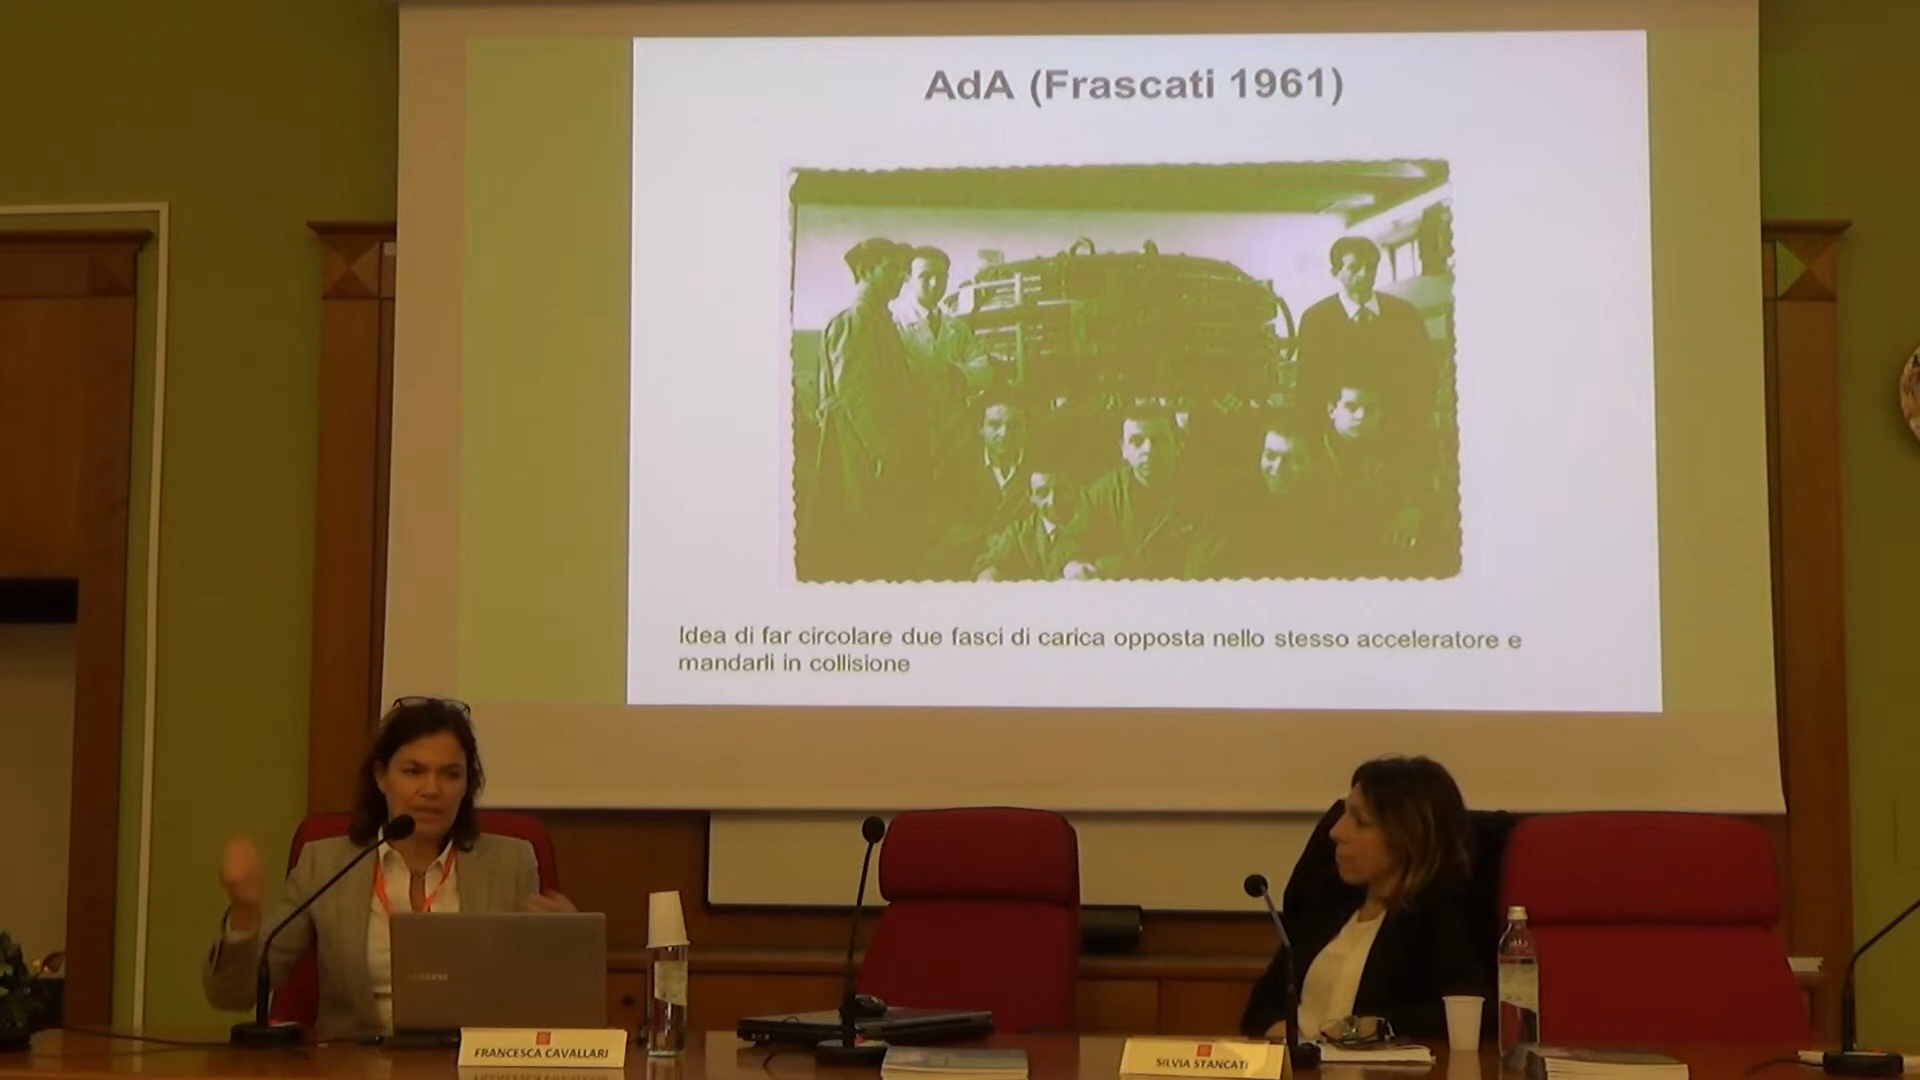 AdA (Frascati 1961)
Idea di far circolare due fasci di carica opposta nello stesso acceleratore e
mandarli in collisione
SAMSUNG
FRANCESCA CAVALLARI
SILVIA STANCATI